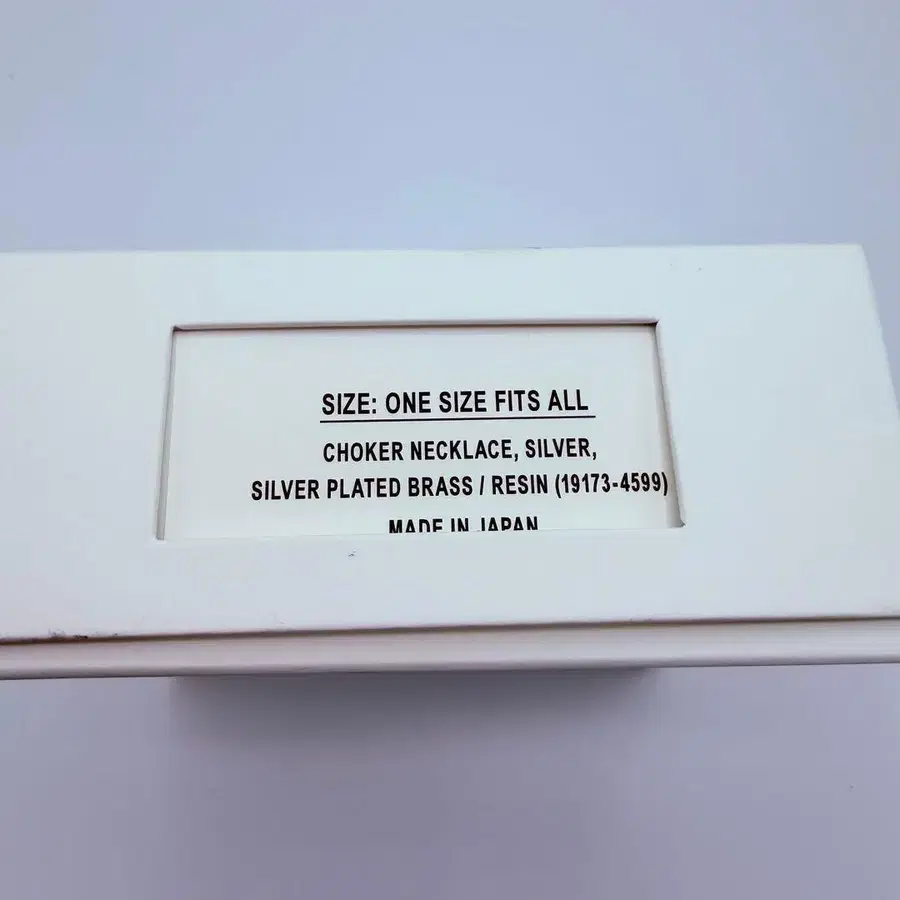 SIZE: ONE SIZE FITS ALL
CHOKER NECKLACE, SILVER,
SILVER PLATED BRASS / RESIN (19173-4599)
MADE IN JAPAN